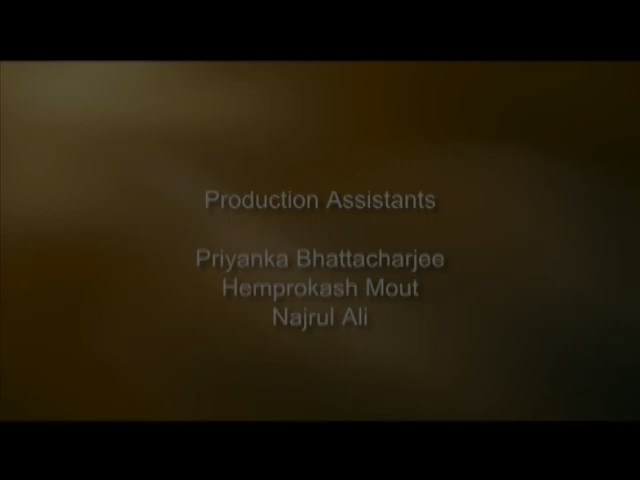 Production Assistants
Priyanka Bhattacharjee
Hemprokash Mout
Najrul Ali